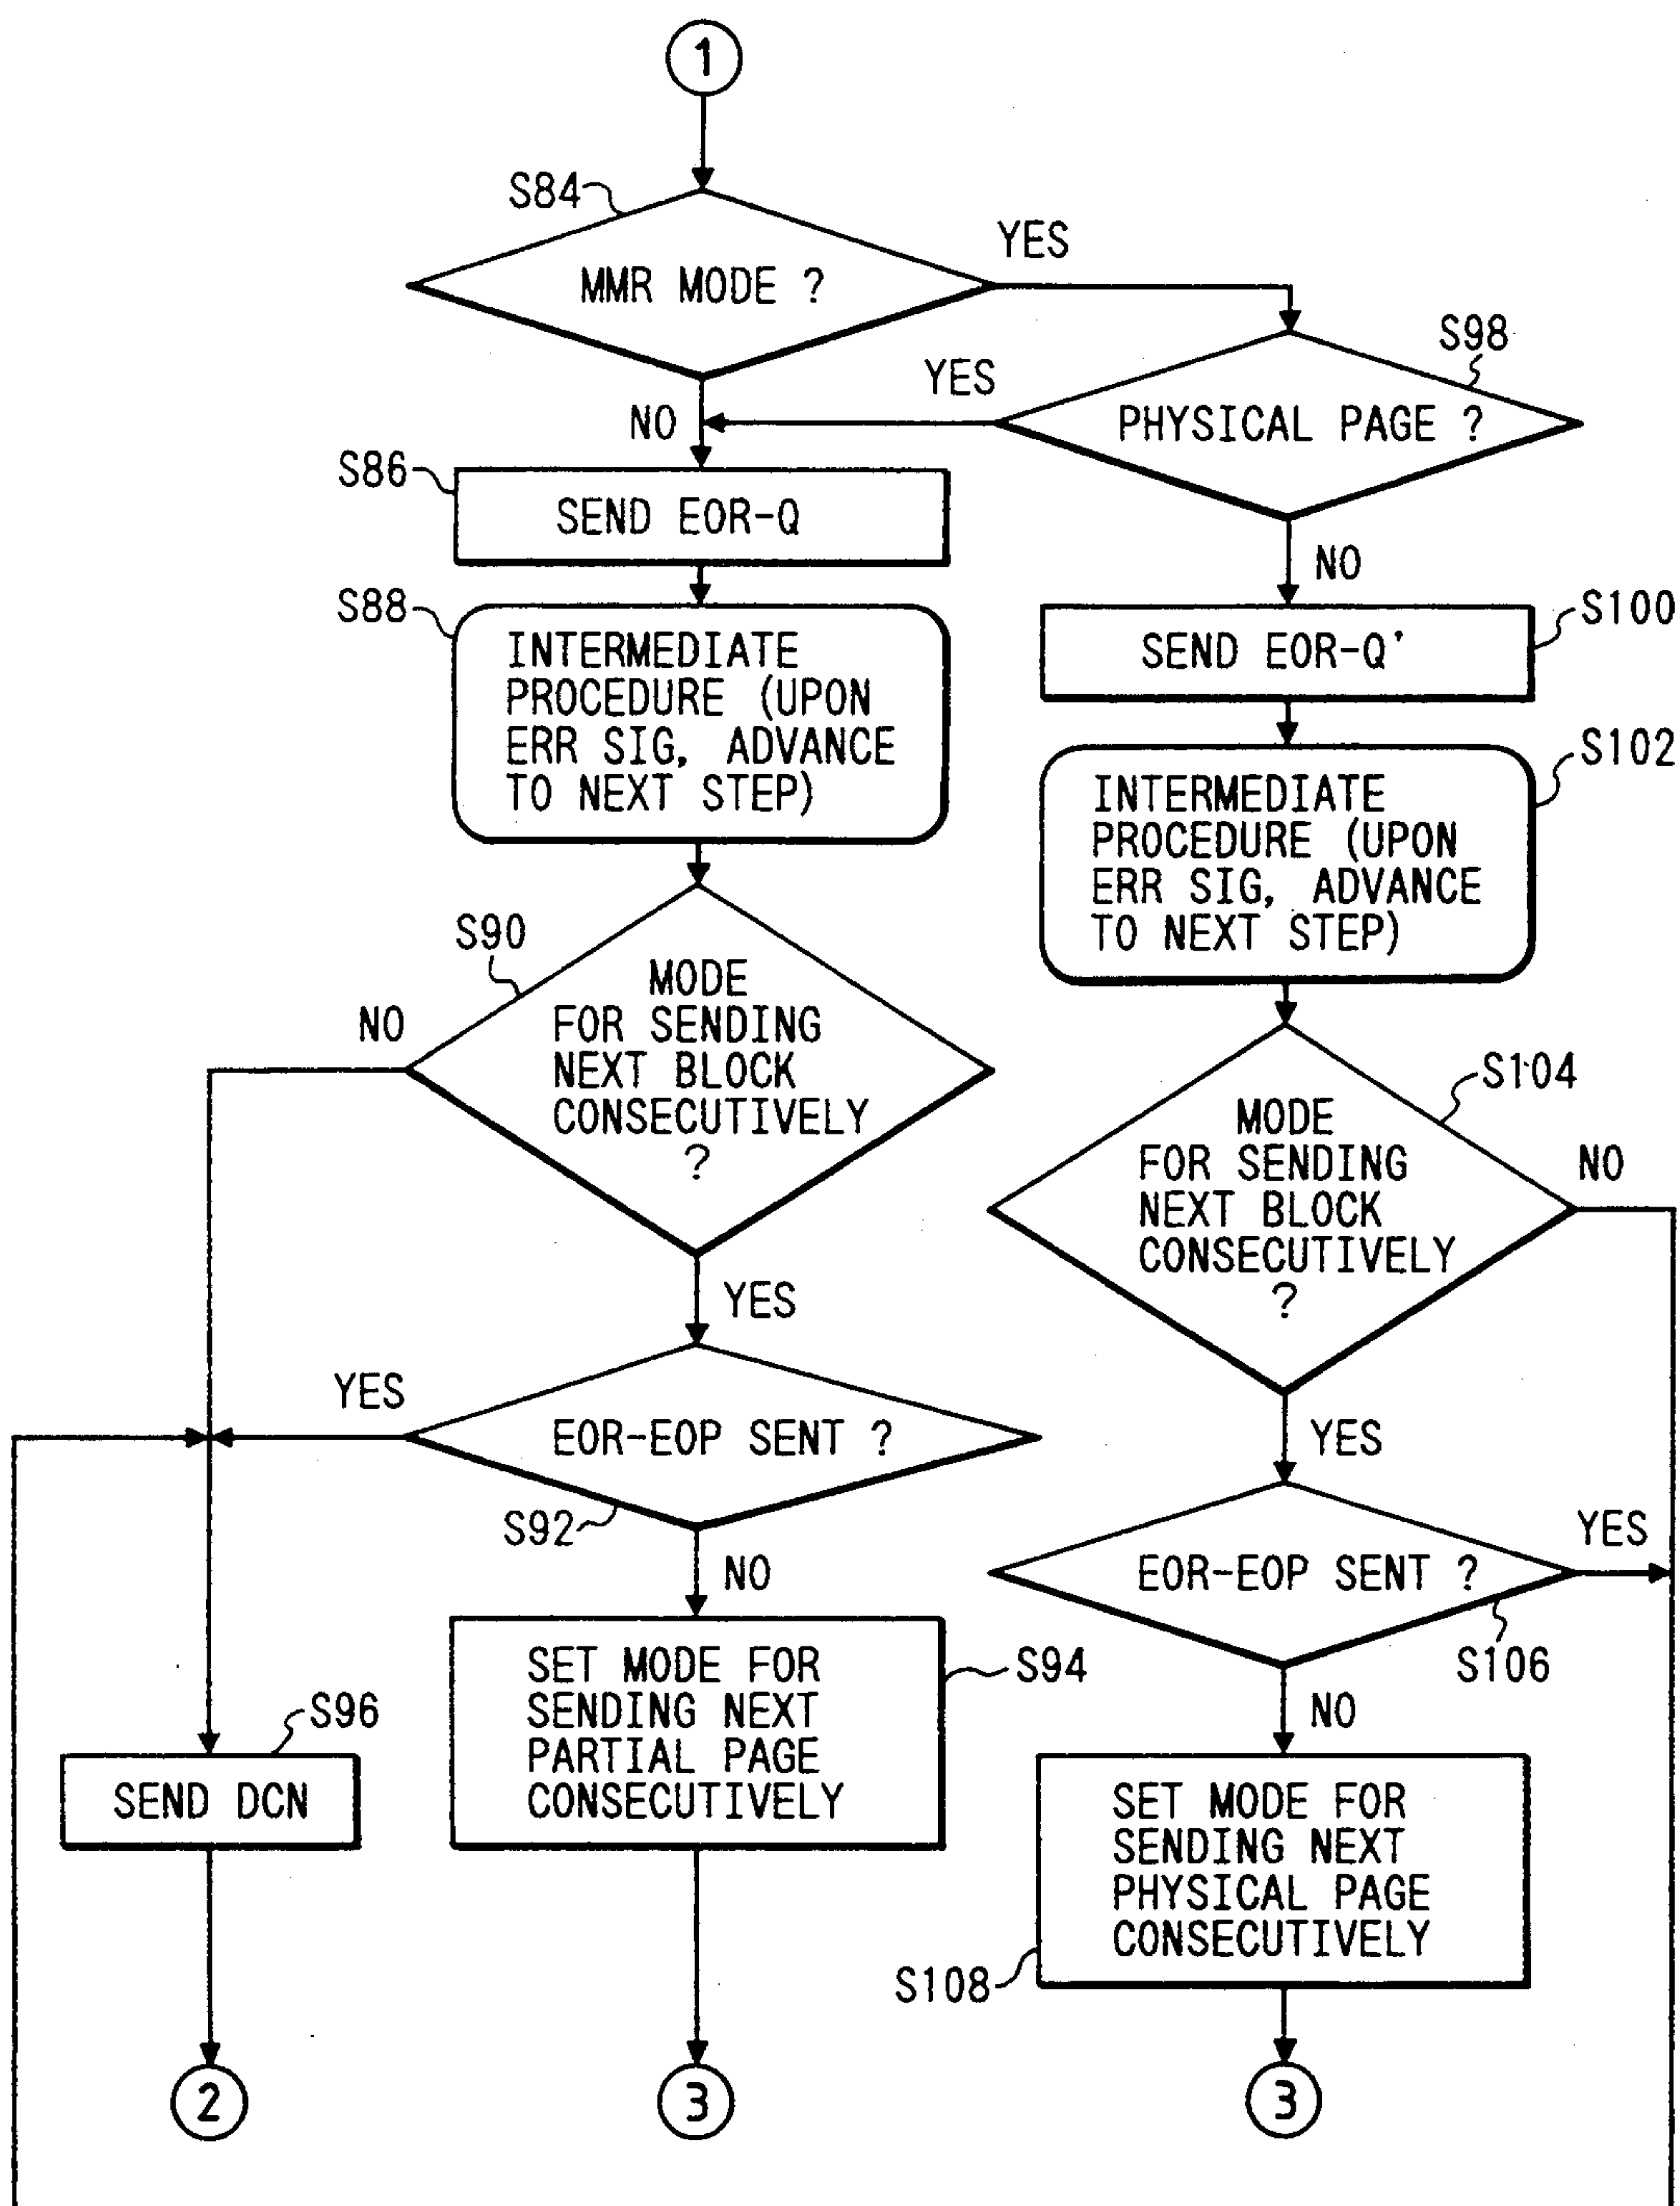 1
S84
MMR MODE ?
YES
S98
YES
PHYSICAL PAGE ?
NO
S86
SEND EOR-Q
NO
S88
INTERMEDIATE
PROCEDURE (UPON
ERR SIG, ADVANCE
TO NEXT STEP)
S100
SEND EOR-Q'
S102
INTERMEDIATE
PROCEDURE (UPON
ERR SIG, ADVANCE
TO NEXT STEP)
S90
MODE
FOR SENDING
NEXT BLOCK
CONSECUTIVELY
?
NO
S104
MODE
FOR SENDING
NEXT BLOCK
CONSECUTIVELY
?
NO
YES
YES
EOR-EOP SENT ?
S92
YES
EOR-EOP SENT ?
YES
S106
NO
SET MODE FOR
SENDING NEXT
PARTIAL PAGE
CONSECUTIVELY
S94
NO
S96
SEND DCN
SET MODE FOR
SENDING NEXT
PHYSICAL PAGE
CONSECUTIVELY
S108
2
3
3